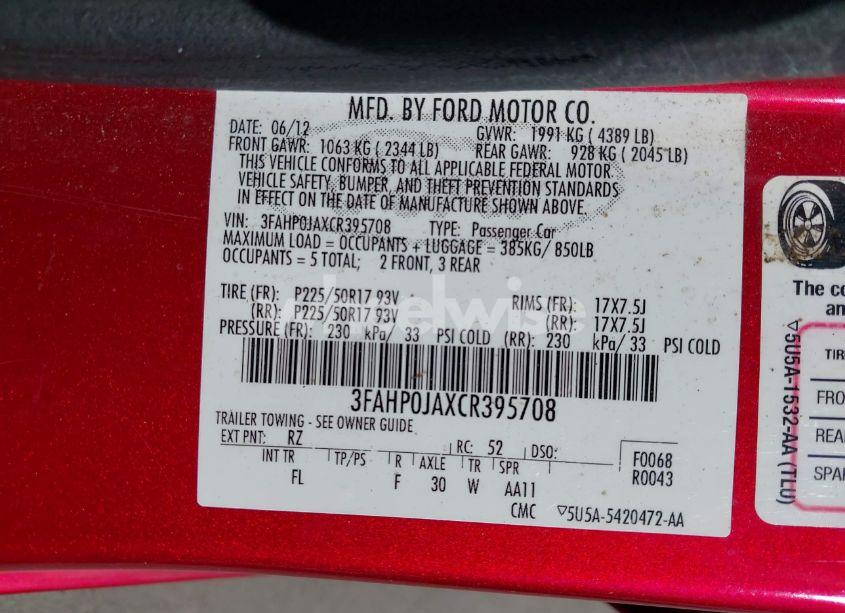 MFD. BY FORD MOTOR CO.
DATE: 06/12 GVWR: 1991 KG ( 4389 LB)
FRONT GAWR: 1063 KG ( 2344 LB) REAR GAWR: 928 KG ( 2045 LB)
THIS VEHICLE CONFORMS TO ALL APPLICABLE FEDERAL MOTOR
VEHICLE SAFETY, BUMPER, AND THEFT PREVENTION STANDARDS
IN EFFECT ON THE DATE OF MANUFACTURE SHOWN ABOVE.
VIN: 3FAHP0JAXCR395708 TYPE: Passenger Car
MAXIMUM LOAD = OCCUPANTS + LUGGAGE = 385KG/ 850LB
OCCUPANTS = 5 TOTAL; 2 FRONT, 3 REAR
TIRE (FR): P225/50R17 93V RIMS (FR): 17X7.5J
(RR): P225/50R17 93V (RR): 17X7.5J
PRESSURE (FR): 230 kPa/ 33 PSI COLD (RR): 230 kPa/ 33 PSI COLD
3FAHP0JAXCR395708
TRAILER TOWING - SEE OWNER GUIDE
EXT PNT: RZ RC: 52 DSO: F0068
R0043
INT TR TP/PS R AXLE TR SPR
FL F 30 W AA11
CMC ▽5U5A-5420472-AA
▽5U5A-1532-AA (TL0)
The co
an
TIR
FRO
REA
SPA
wheelwise